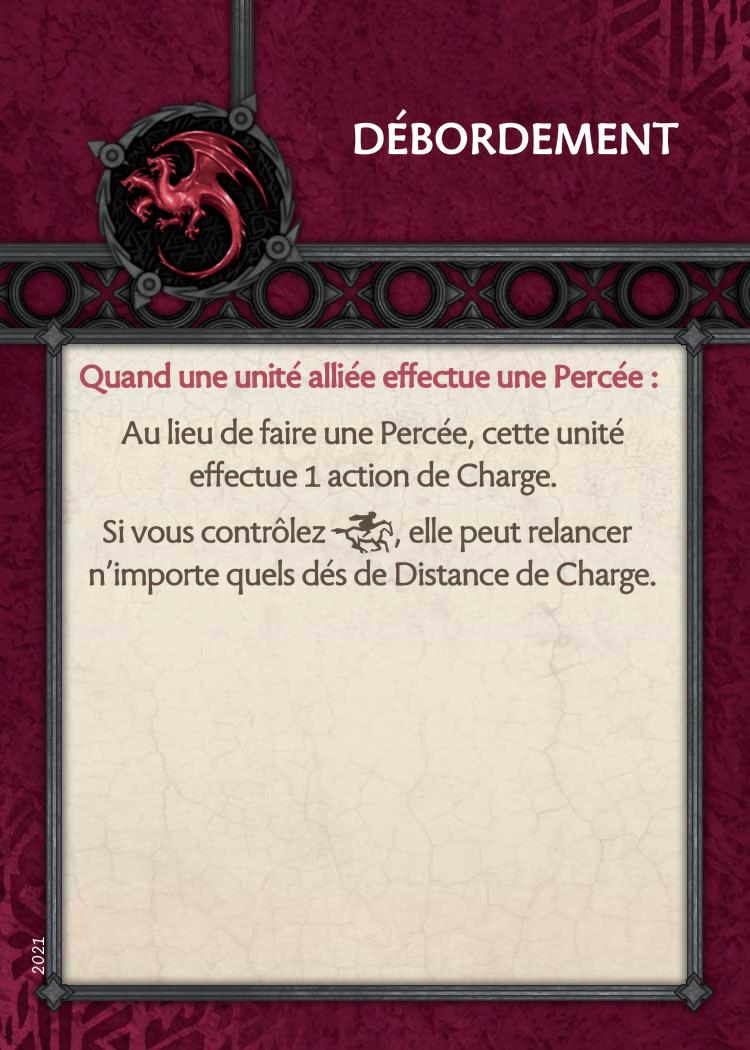 DÉBORDEMENT
Quand une unité alliée effectue une Percée :
Au lieu de faire une Percée, cette unité
effectue 1 action de Charge.
Si vous contrôlez , elle peut relancer
n'importe quels dés de Distance de Charge.
2021